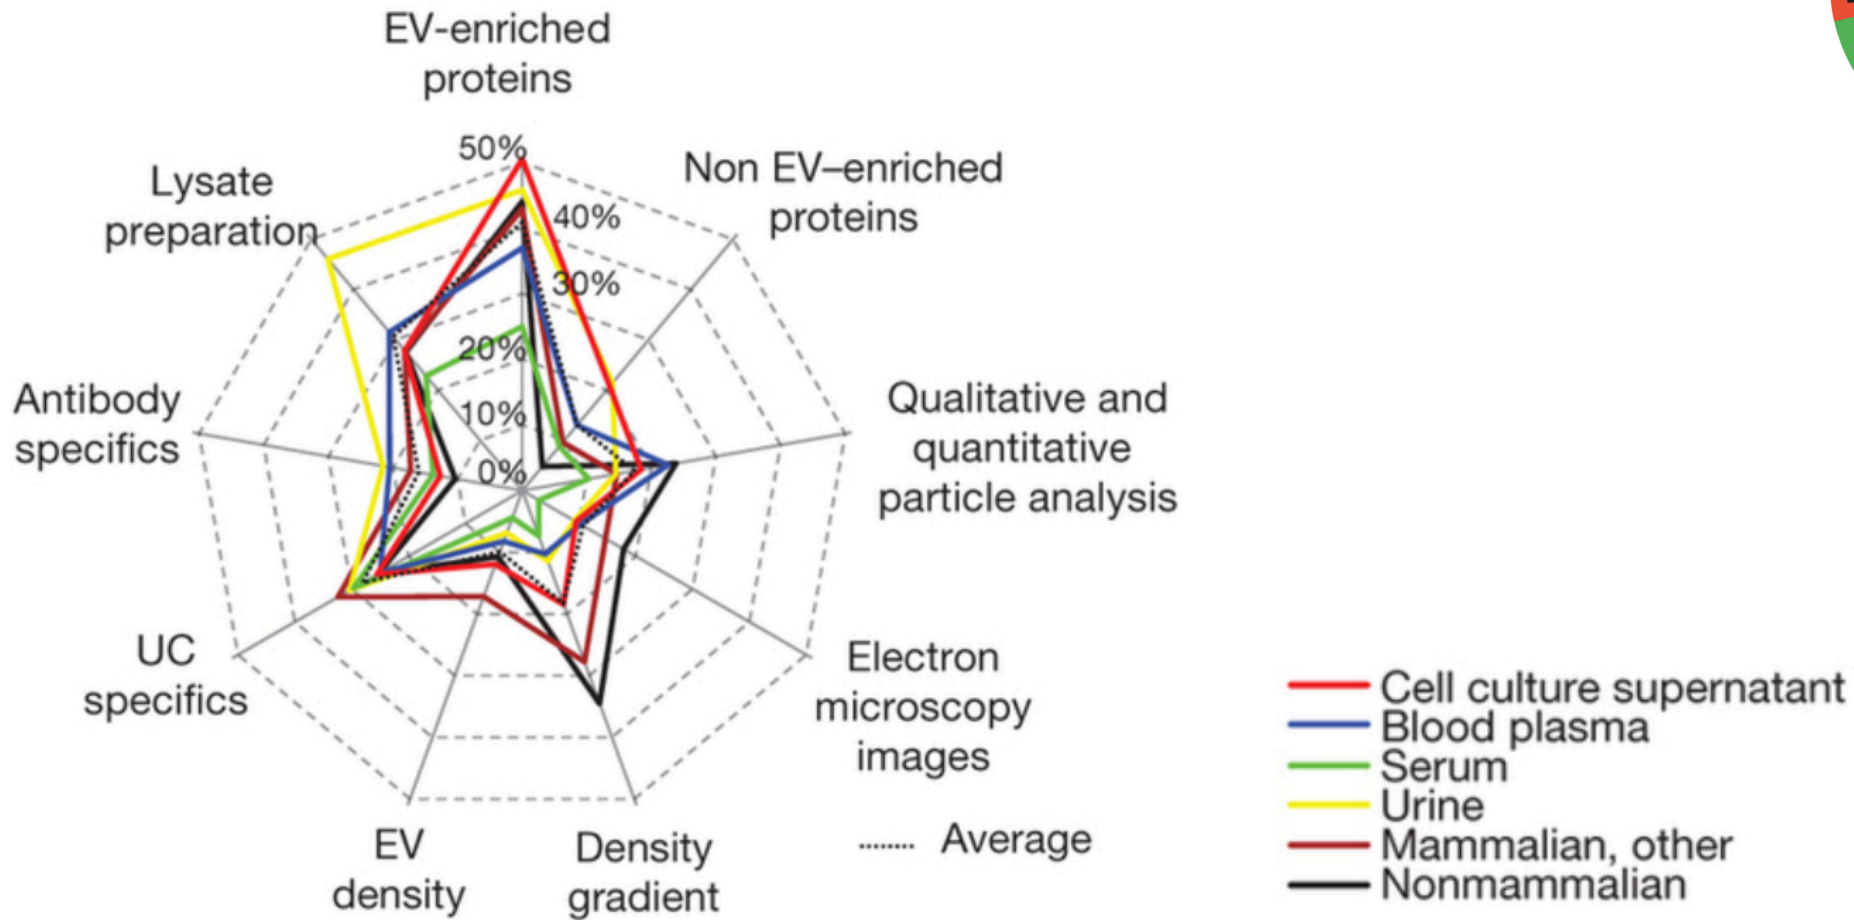 EV-enriched
proteins
50%
Non EV–enriched
proteins
Lysate
preparation
40%
30%
20%
10%
0%
Antibody
specifics
Qualitative and
quantitative
particle analysis
UC
specifics
Electron
microscopy
images
EV
density
Density
gradient
Average
Cell culture supernatant
Blood plasma
Serum
Urine
Mammalian, other
Nonmammalian